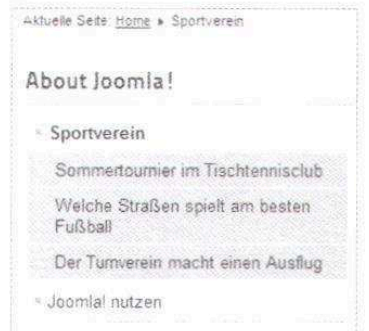 Aktuelle Seite: Home ▸ Sportverein
About Joomla!
Sportverein
Sommertournier im Tischtennisclub
Welche Straßen spielt am besten
Fußball
Der Turnverein macht einen Ausflug
Joomla! nutzen